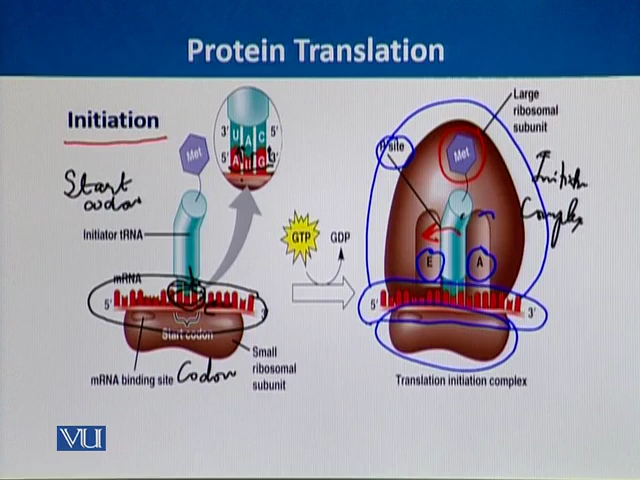 Protein Translation
Initiation
Start
codon
Met
3' U A C 5'
5' A U G 3'
Initiator tRNA
mRNA
5'
3'
Start codon
mRNA binding site
Codon
Small
ribosomal
subunit
GTP
GDP
P site
Met
Large
ribosomal
subunit
Initiation
Complex
E
A
5'
3'
Translation initiation complex
VU